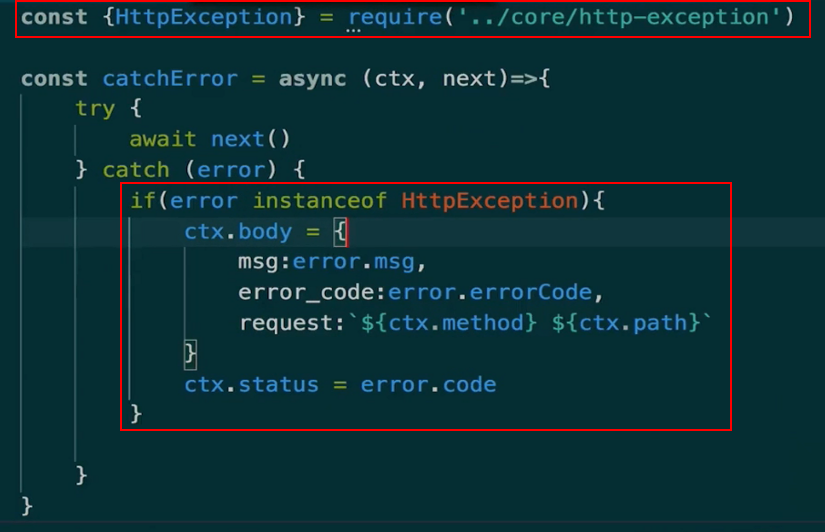 const {HttpException} = require('../core/http-exception')
const catchError = async (ctx, next)=>{
try {
await next()
} catch (error) {
if(error instanceof HttpException){
ctx.body = {
msg:error.msg,
error_code:error.errorCode,
request:`${ctx.method} ${ctx.path}`
}
ctx.status = error.code
}
}
}